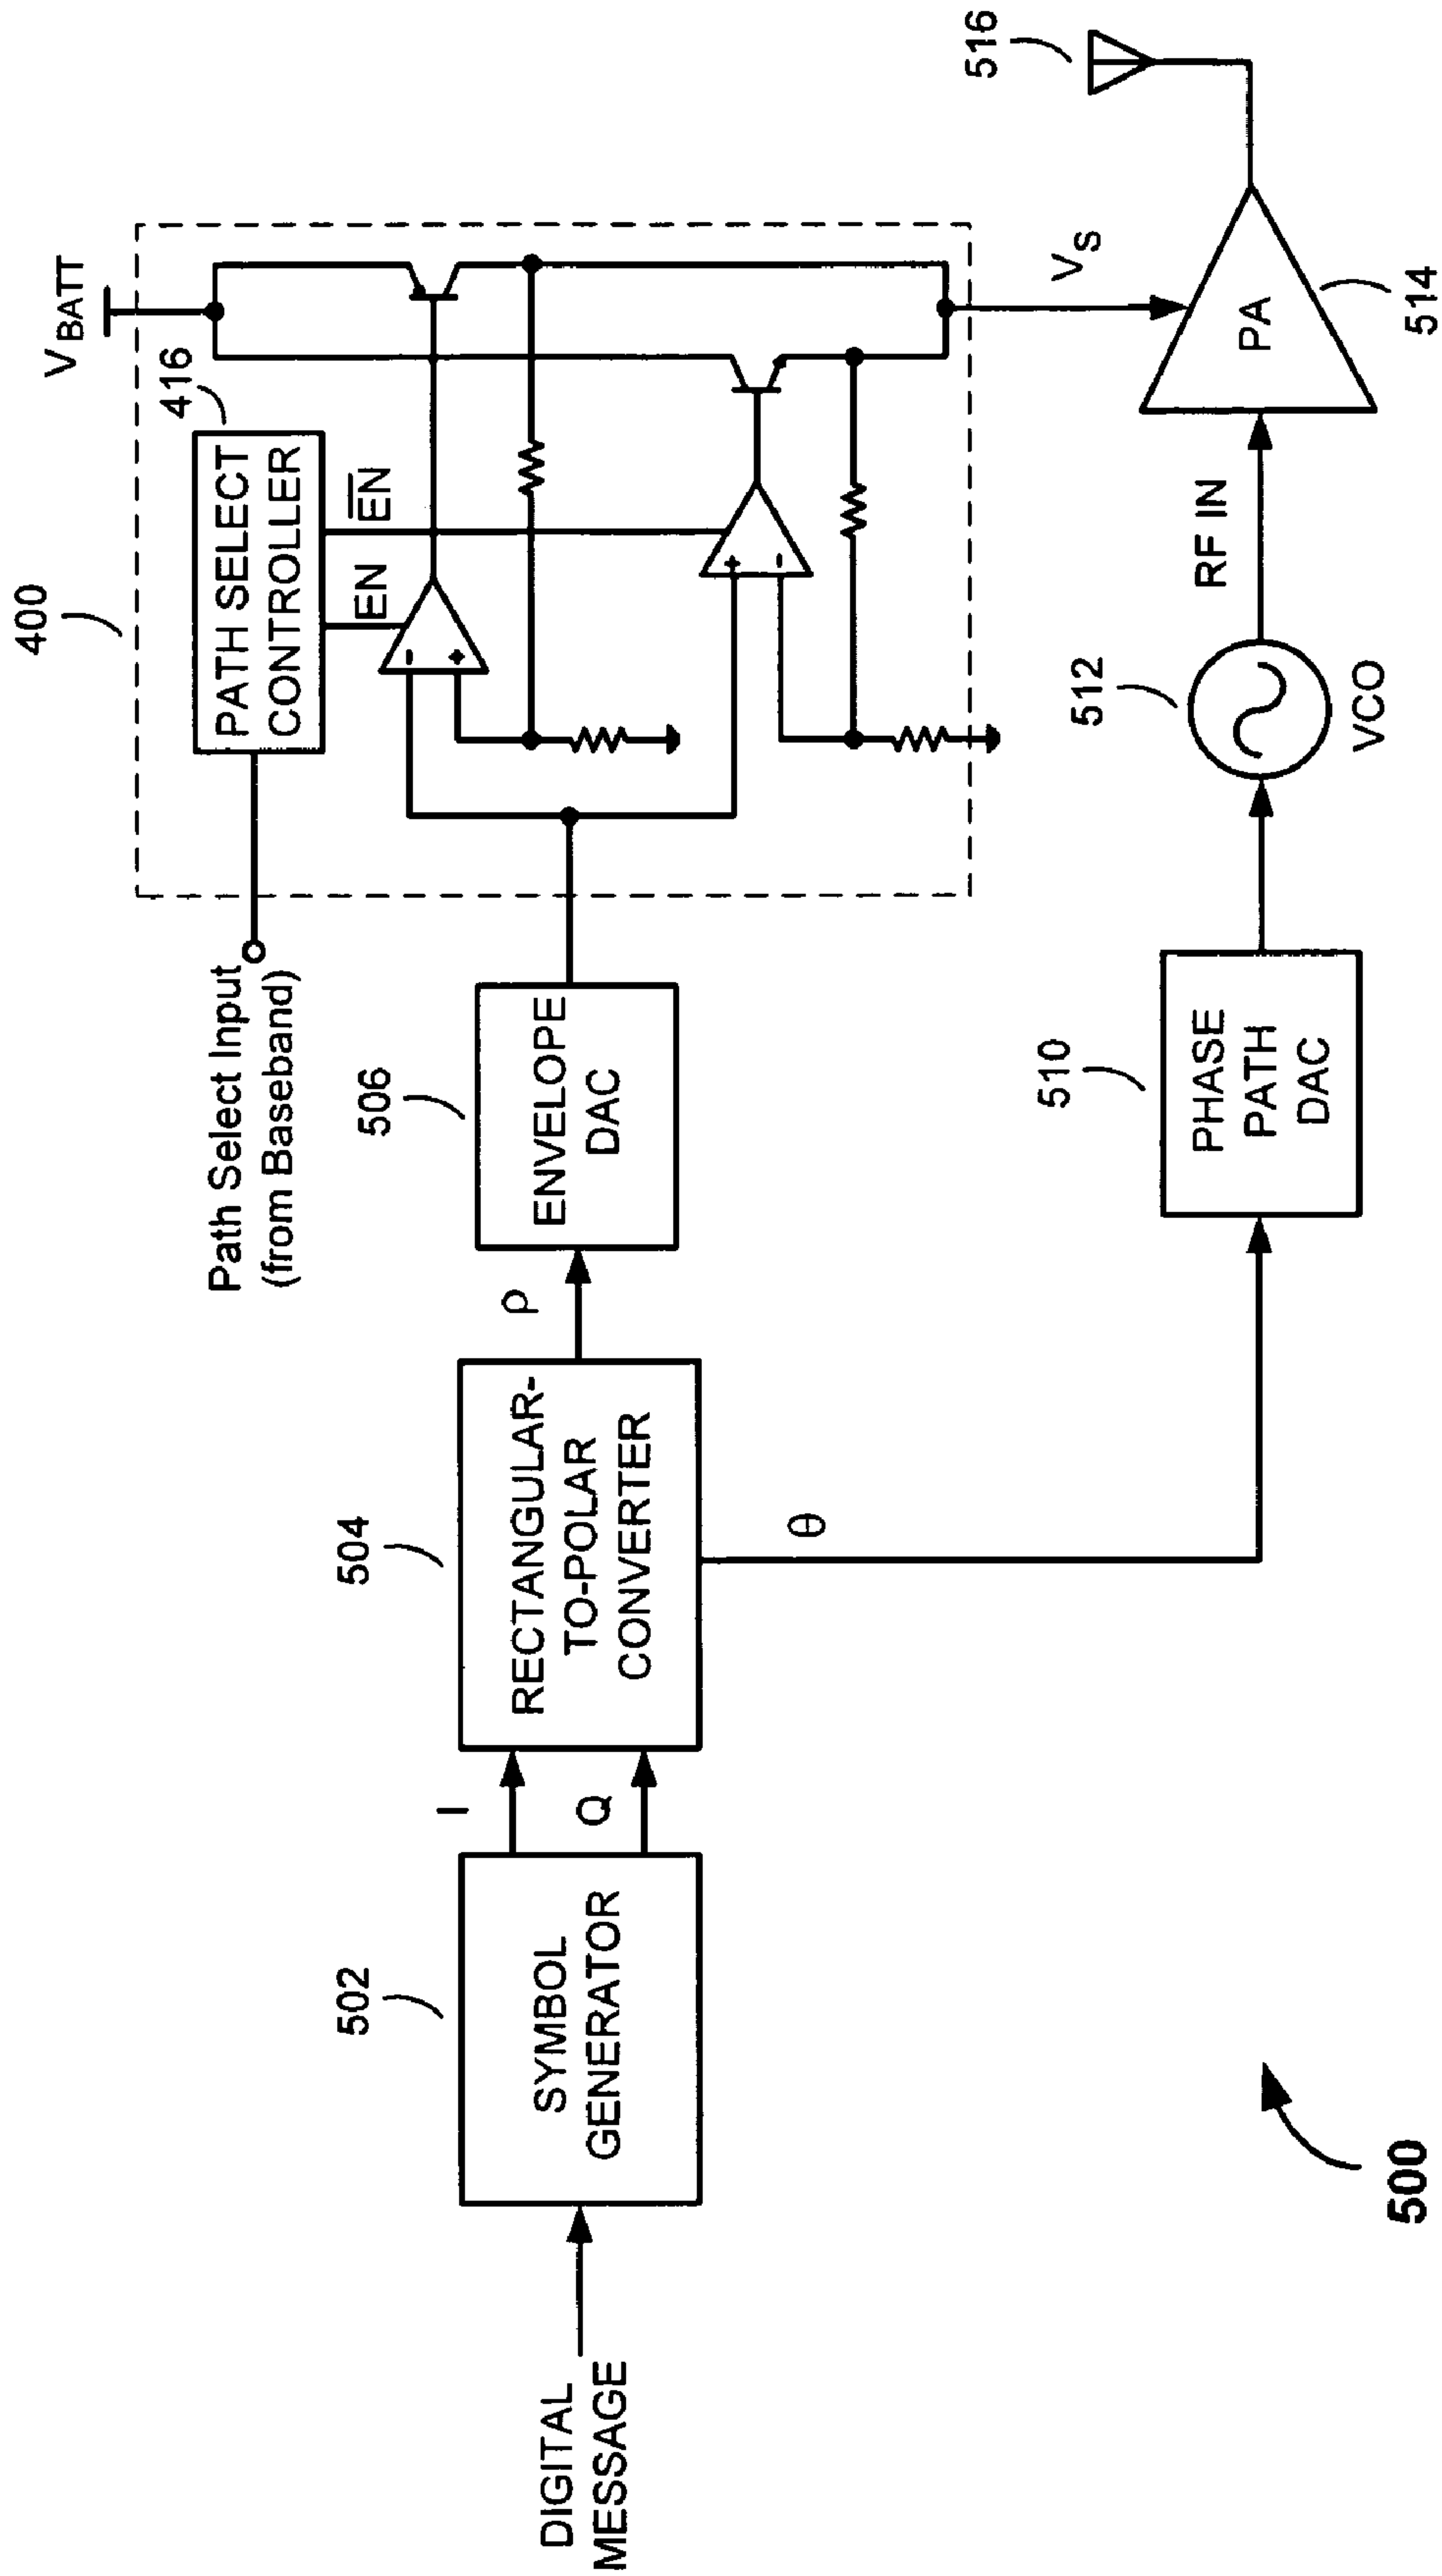 400
V BATT
416
PATH SELECT
CONTROLLER
EN
EN
-
+
+
-
Path Select Input
(from Baseband)
DIGITAL
MESSAGE
502
SYMBOL
GENERATOR
I
Q
504
RECTANGULAR-
TO-POLAR
CONVERTER
ρ
θ
506
ENVELOPE
DAC
510
PHASE
PATH
DAC
512
VCO
RF IN
VS
PA
514
516
500